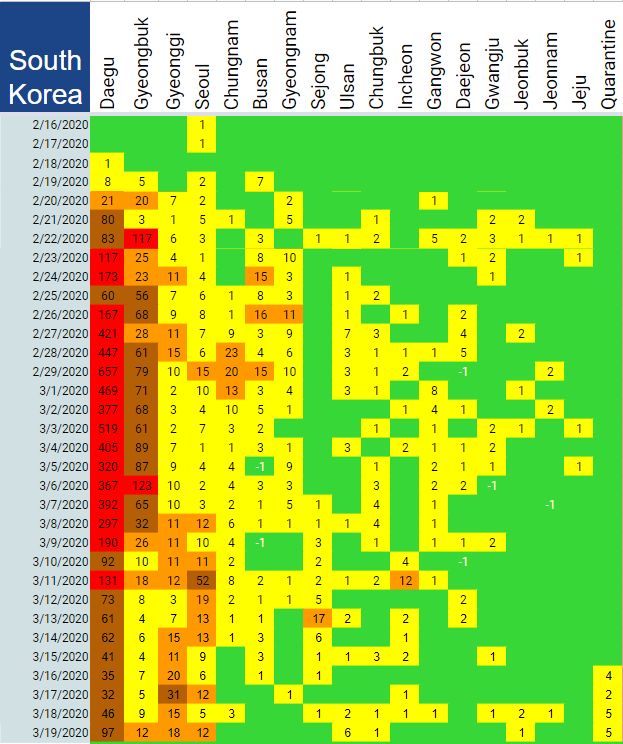 South Korea Daegu Gyeongbuk Gyeonggi Seoul Chungnam Busan Gyeongnam Sejong Ulsan Chungbuk Incheon Gangwon Daejeon Gwangju Jeonbuk Jeonnam Jeju Quarantine
2/16/2020 1
2/17/2020 1
2/18/2020 1
2/19/2020 8 5 2 7
2/20/2020 21 20 7 2 2 1
2/21/2020 80 3 1 5 1 5 1 2 2
2/22/2020 83 117 6 3 3 1 1 2 5 2 3 1 1 1
2/23/2020 117 25 4 1 8 10 1 2 1
2/24/2020 173 23 11 4 15 3 1 1
2/25/2020 60 56 7 6 1 8 3 1 2
2/26/2020 167 68 9 8 1 16 11 1 1 2
2/27/2020 421 28 11 7 9 3 9 7 3 4 2
2/28/2020 447 61 15 6 23 4 6 3 1 1 1 5
2/29/2020 657 79 10 15 20 15 10 3 1 2 -1 2
3/1/2020 469 71 2 10 13 3 4 3 1 8 1
3/2/2020 377 68 3 4 10 5 1 1 4 1 2
3/3/2020 519 61 2 7 3 2 1 1 2 1 1
3/4/2020 405 89 7 1 1 3 1 3 2 1 1 2
3/5/2020 320 87 9 4 4 -1 9 1 2 1 1 1
3/6/2020 367 123 10 2 4 3 3 3 2 2 -1
3/7/2020 392 65 10 3 2 1 5 1 4 1 -1
3/8/2020 297 32 11 12 6 1 1 1 1 4 1
3/9/2020 190 26 11 10 4 -1 3 1 1 1 2
3/10/2020 92 10 11 11 2 2 4 -1
3/11/2020 131 18 12 52 8 2 1 2 1 2 12 1
3/12/2020 73 8 3 19 2 1 1 5 2
3/13/2020 61 4 7 13 1 1 17 2 2 2
3/14/2020 62 6 15 13 1 3 6 1
3/15/2020 41 4 11 9 3 1 1 3 2 1
3/16/2020 35 7 20 6 1 1 4
3/17/2020 32 5 31 12 1 1 2
3/18/2020 46 9 15 5 3 1 2 1 1 1 1 2 1 5
3/19/2020 97 12 18 12 6 1 1 5